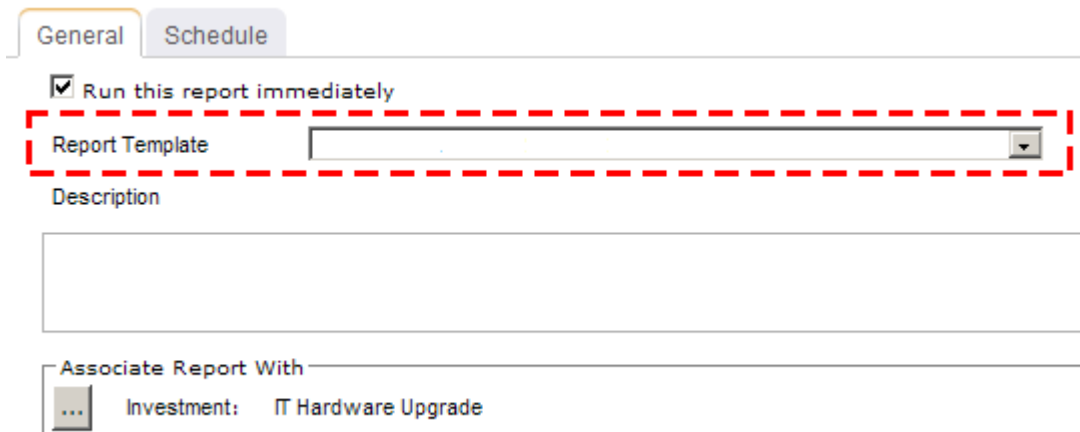 General Schedule
Run this report immediately
Report Template
Description
Associate Report With
... Investment: IT Hardware Upgrade